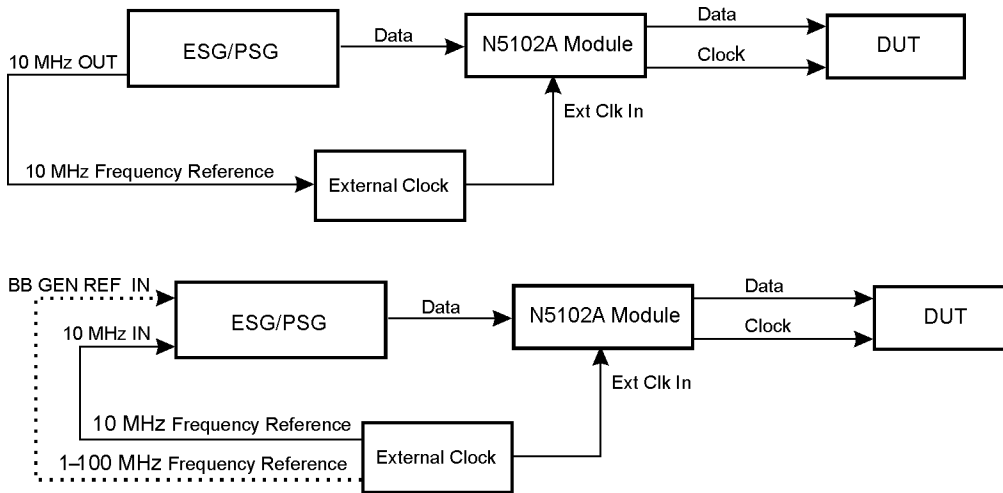 Data
ESG/PSG
N5102A Module
Data
Clock
DUT
10 MHz OUT
Ext Clk In
10 MHz Frequency Reference
External Clock
BB GEN REF IN
10 MHz IN
ESG/PSG
Data
N5102A Module
Data
Clock
DUT
Ext Clk In
10 MHz Frequency Reference
1–100 MHz Frequency Reference
External Clock